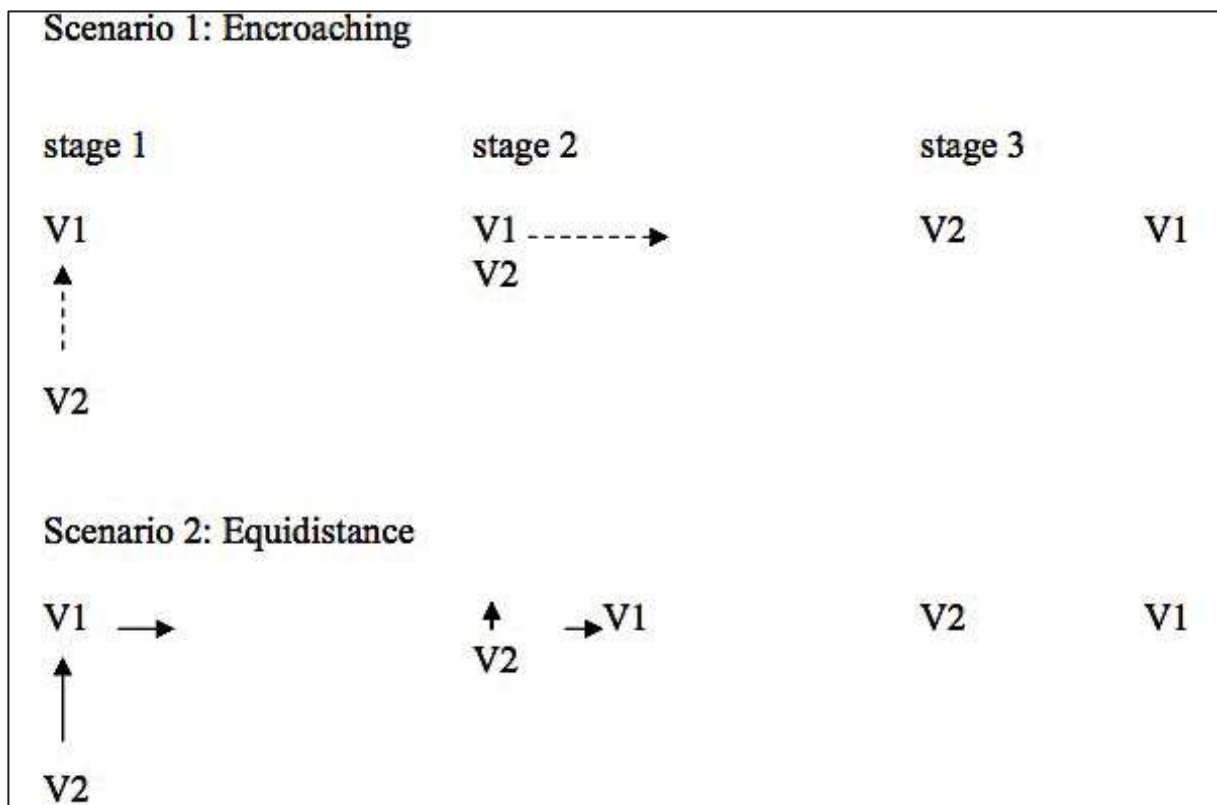 Scenario 1: Encroaching
stage 1 stage 2 stage 3
V1 V1 V2 V1
V2
V2
Scenario 2: Equidistance
V1 V1 V2 V1
V2
V2